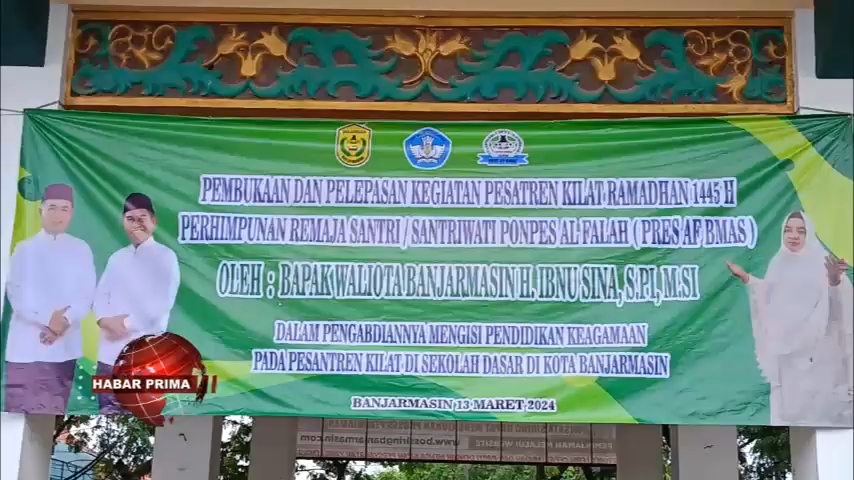 PEMBUKAAN DAN PELEPASAN KEGIATAN PESATREN KILAT RAMADHAN 1445 H
PERHIMPUNAN REMAJA SANTRI/ SANTRIWATI PONPES AL-FALAH ( PRES AF BMAS)
OLEH : BAPAK WALIQTA BANJARMASIN H, IBNU SINA, S.PI, M.SI
DALAM PENGABDIANNYA MENGISI PENDIDIKAN KEAGAMAAN
PADA PESANTREN KILAT DI SEKOLAH DASAR DI KOTA BANJARMASIN
BANJARMASIN 13 MARET 2024
HABAR PRIMA